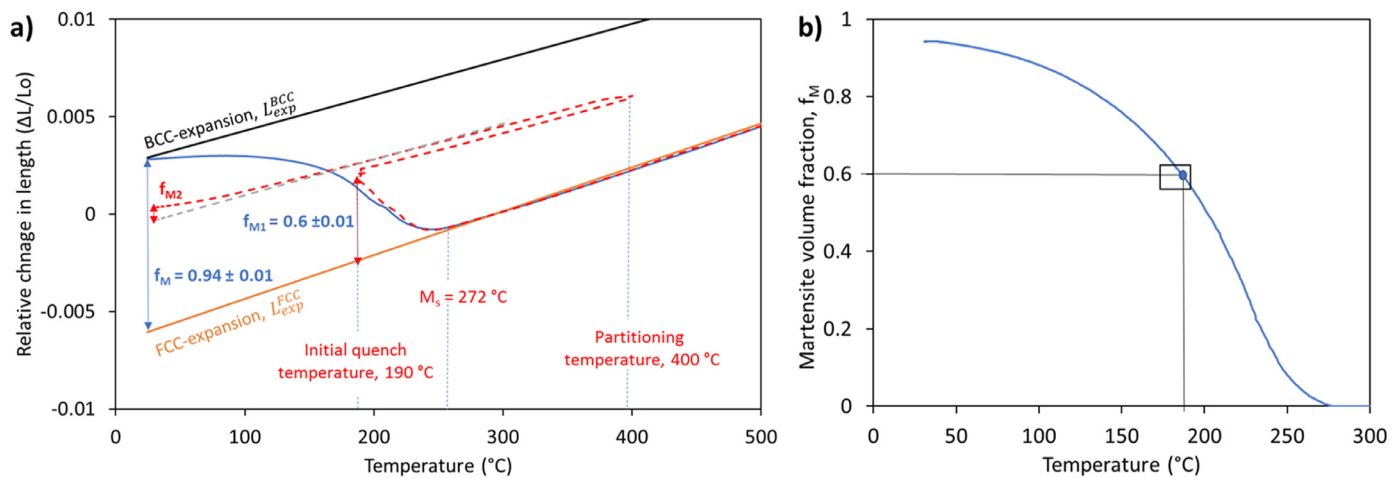 a)
0.01
0.005
0
-0.005
-0.01
Relative chnage in length (ΔL/Lo)
BCC-expansion, L_exp^BCC
f_M2
f_M1 = 0.6 ±0.01
f_M = 0.94 ± 0.01
FCC-expansion, L_exp^FCC
M_s = 272 °C
Initial quench
temperature, 190 °C
Partitioning
temperature, 400 °C
0 100 200 300 400 500
Temperature (°C)
b)
1
0.8
0.6
0.4
0.2
0
Martensite volume fraction, f_M
0 50 100 150 200 250 300
Temperature (°C)